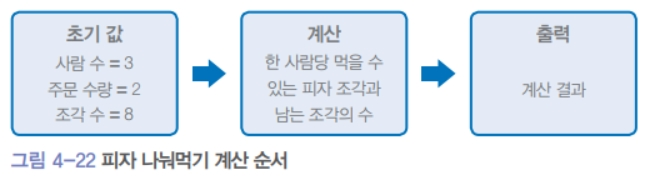 초기 값
사람 수 = 3
주문 수량 = 2
조각 수 = 8
계산
한 사람당 먹을 수
있는 피자 조각과
남는 조각의 수
출력
계산 결과
그림 4-22 피자 나눠먹기 계산 순서